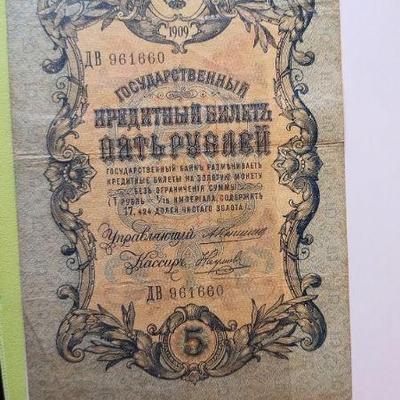 1909
ДВ 961660
ГОСУДАРСТВЕННЫЙ
КРЕДИТНЫЙ БИЛЕТЪ
ПЯТЬ РУБЛЕЙ
ГОСУДАРСТВЕННЫЙ БАНКЪ РАЗМѢНИВАЕТЪ
КРЕДИТНЫЕ БИЛЕТЫ НА ЗОЛОТУЮ МОНЕТУ
БЕЗЪ ОГРАНИЧЕНІЯ СУММЫ
(1 РУБЛЬ = 1/15 ИМПЕРІАЛА, СОДЕРЖИТЪ
17,424 ДОЛЕЙ ЧИСТАГО ЗОЛОТА)
Управляющій
Кассиръ
ДВ 961660
5